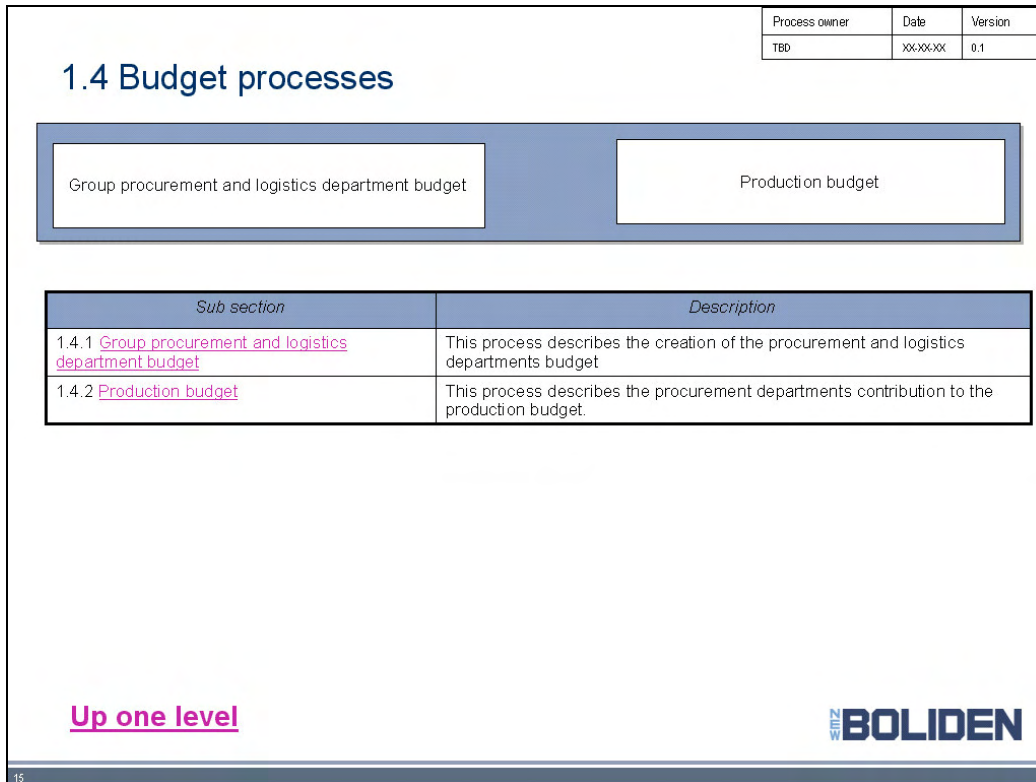 Process owner Date Version
TBD XX-XX-XX 0.1
1.4 Budget processes
Group procurement and logistics department budget
Production budget
Sub section Description
1.4.1 Group procurement and logistics
department budget
This process describes the creation of the procurement and logistics
departments budget
1.4.2 Production budget
This process describes the procurement departments contribution to the
production budget.
Up one level
NEW BOLIDEN
15